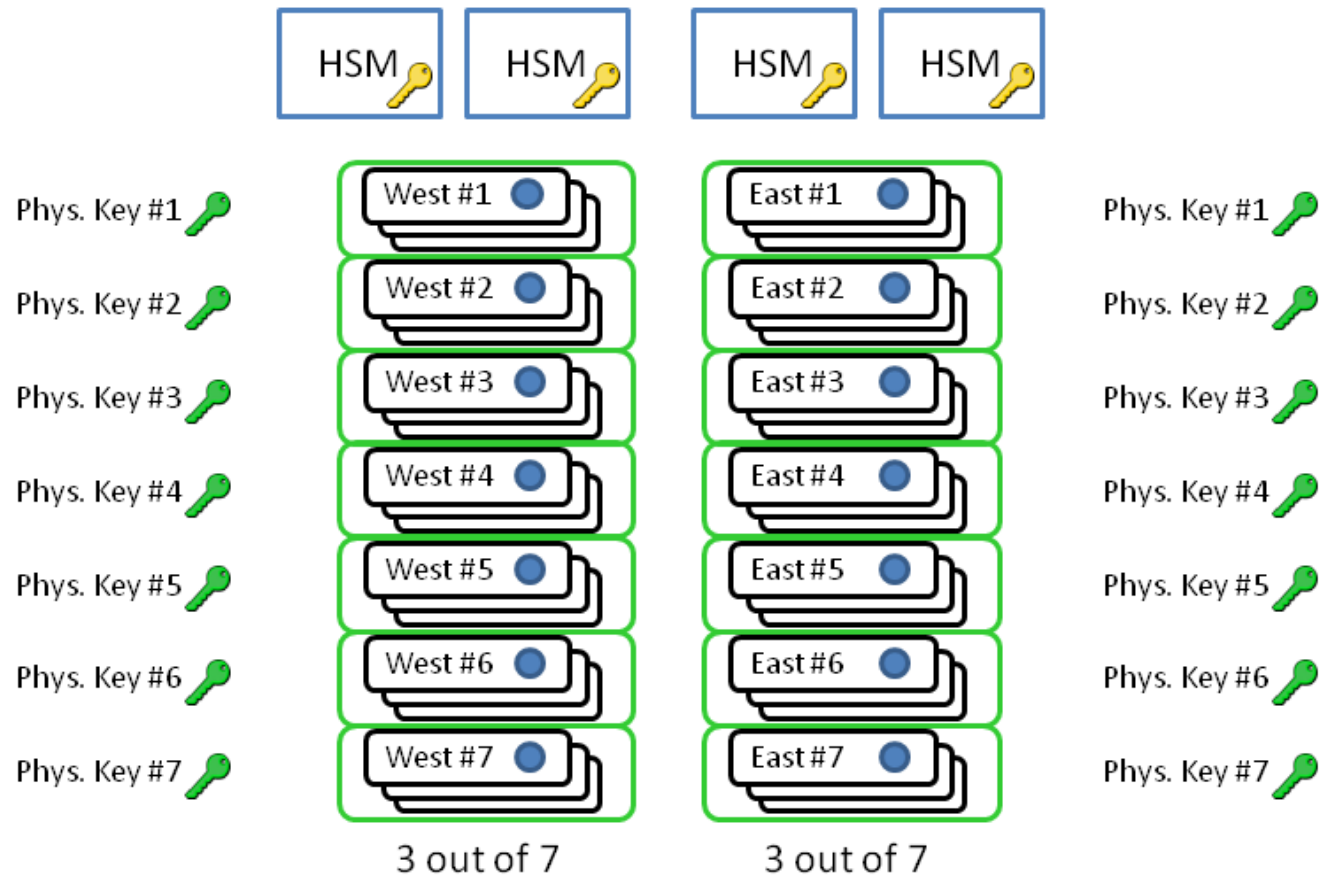 HSM HSM HSM HSM
Phys. Key #1 West #1 East #1 Phys. Key #1
Phys. Key #2 West #2 East #2 Phys. Key #2
Phys. Key #3 West #3 East #3 Phys. Key #3
Phys. Key #4 West #4 East #4 Phys. Key #4
Phys. Key #5 West #5 East #5 Phys. Key #5
Phys. Key #6 West #6 East #6 Phys. Key #6
Phys. Key #7 West #7 East #7 Phys. Key #7
3 out of 7 3 out of 7